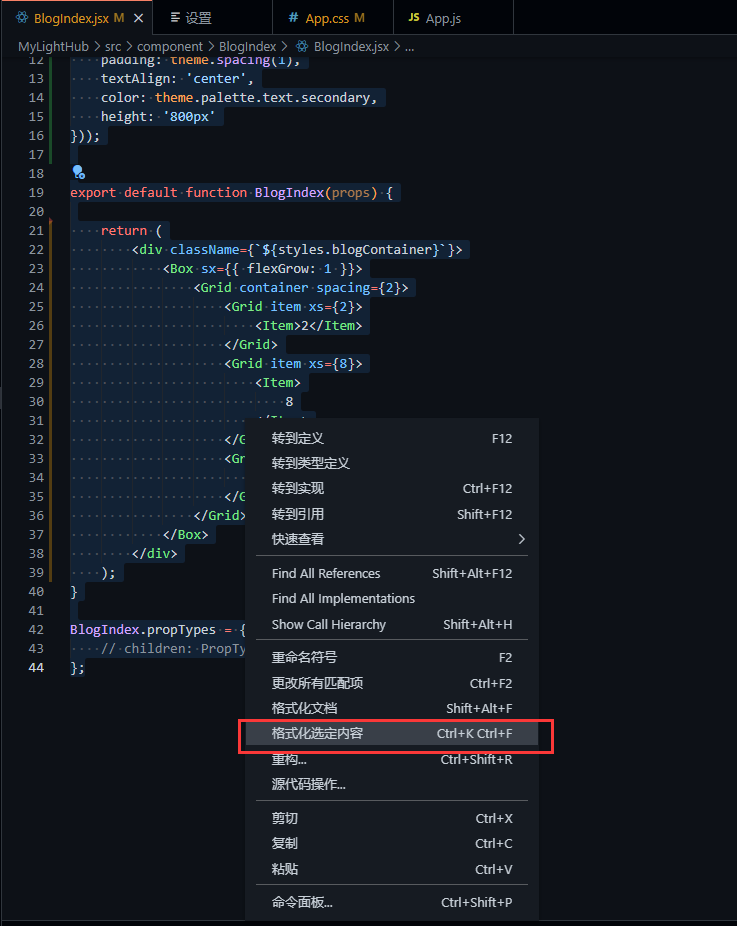 BlogIndex.jsx M
设置
# App.css M
JS App.js
MyLightHub > src > component > BlogIndex > BlogIndex.jsx > ...
12 padding: theme.spacing(1),
13 textAlign: 'center',
14 color: theme.palette.text.secondary,
15 height: '800px'
16 }));
17
18
19 export default function BlogIndex(props) {
20
21 return (
22 <div className={`${styles.blogContainer}`}>
23 <Box sx={{ flexGrow: 1 }}>
24 <Grid container spacing={2}>
25 <Grid item xs={2}>
26 <Item>2</Item>
27 </Grid>
28 <Grid item xs={8}>
29 <Item>
30 8
31
32 </G
33 <Gr
34
35 </G
36 </Grid>
37 </Box>
38 </div>
39 );
40 }
41
42 BlogIndex.propTypes = {
43 // children: PropTy
44 };
转到定义 F12
转到类型定义
转到实现 Ctrl+F12
转到引用 Shift+F12
快速查看
Find All References Shift+Alt+F12
Find All Implementations
Show Call Hierarchy Shift+Alt+H
重命名符号 F2
更改所有匹配项 Ctrl+F2
格式化文档 Shift+Alt+F
格式化选定内容 Ctrl+K Ctrl+F
重构... Ctrl+Shift+R
源代码操作...
剪切 Ctrl+X
复制 Ctrl+C
粘贴 Ctrl+V
命令面板... Ctrl+Shift+P